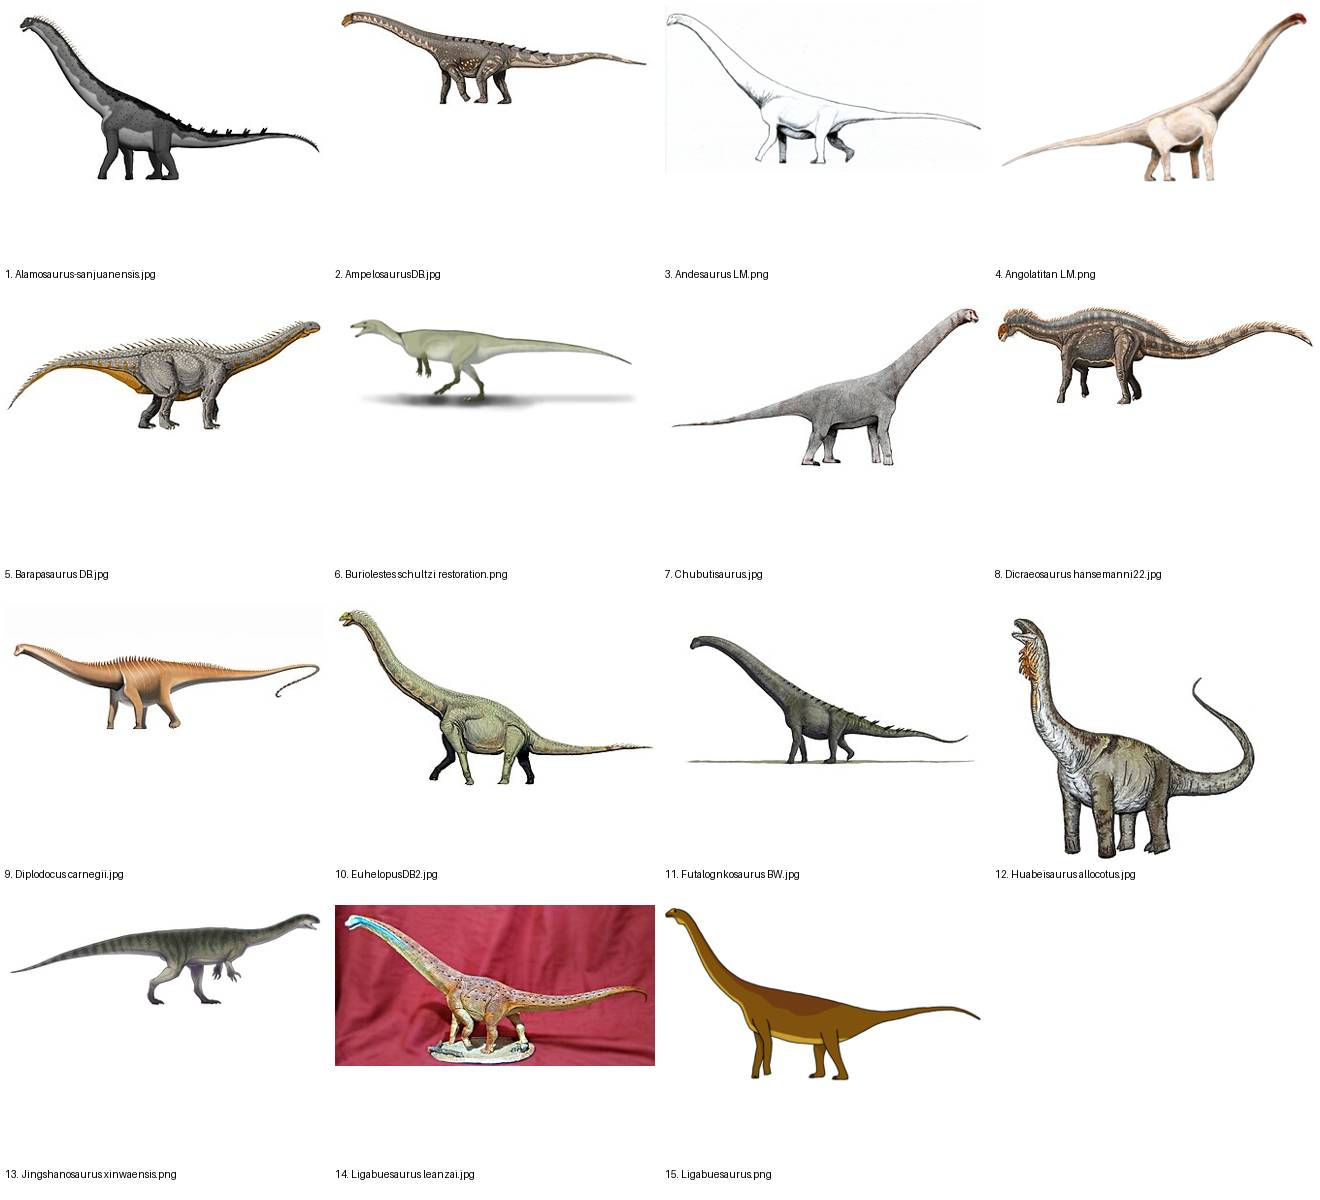 1. Alamosaurus-sanjuanensis.jpg
2. AmpelosaurusDB.jpg
3. Andesaurus LM.png
4. Angolatitan LM.png
5. Barapasaurus DB.jpg
6. Buriolestes schultzi restoration.png
7. Chubutisaurus.jpg
8. Dicraeosaurus hansemanni22.jpg
9. Diplodocus carnegii.jpg
10. EuhelopusDB2.jpg
11. Futalognkosaurus BW.jpg
12. Huabeisaurus allocotus.jpg
13. Jingshanosaurus xinwaensis.png
14. Ligabuesaurus leanzai.jpg
15. Ligabuesaurus.png